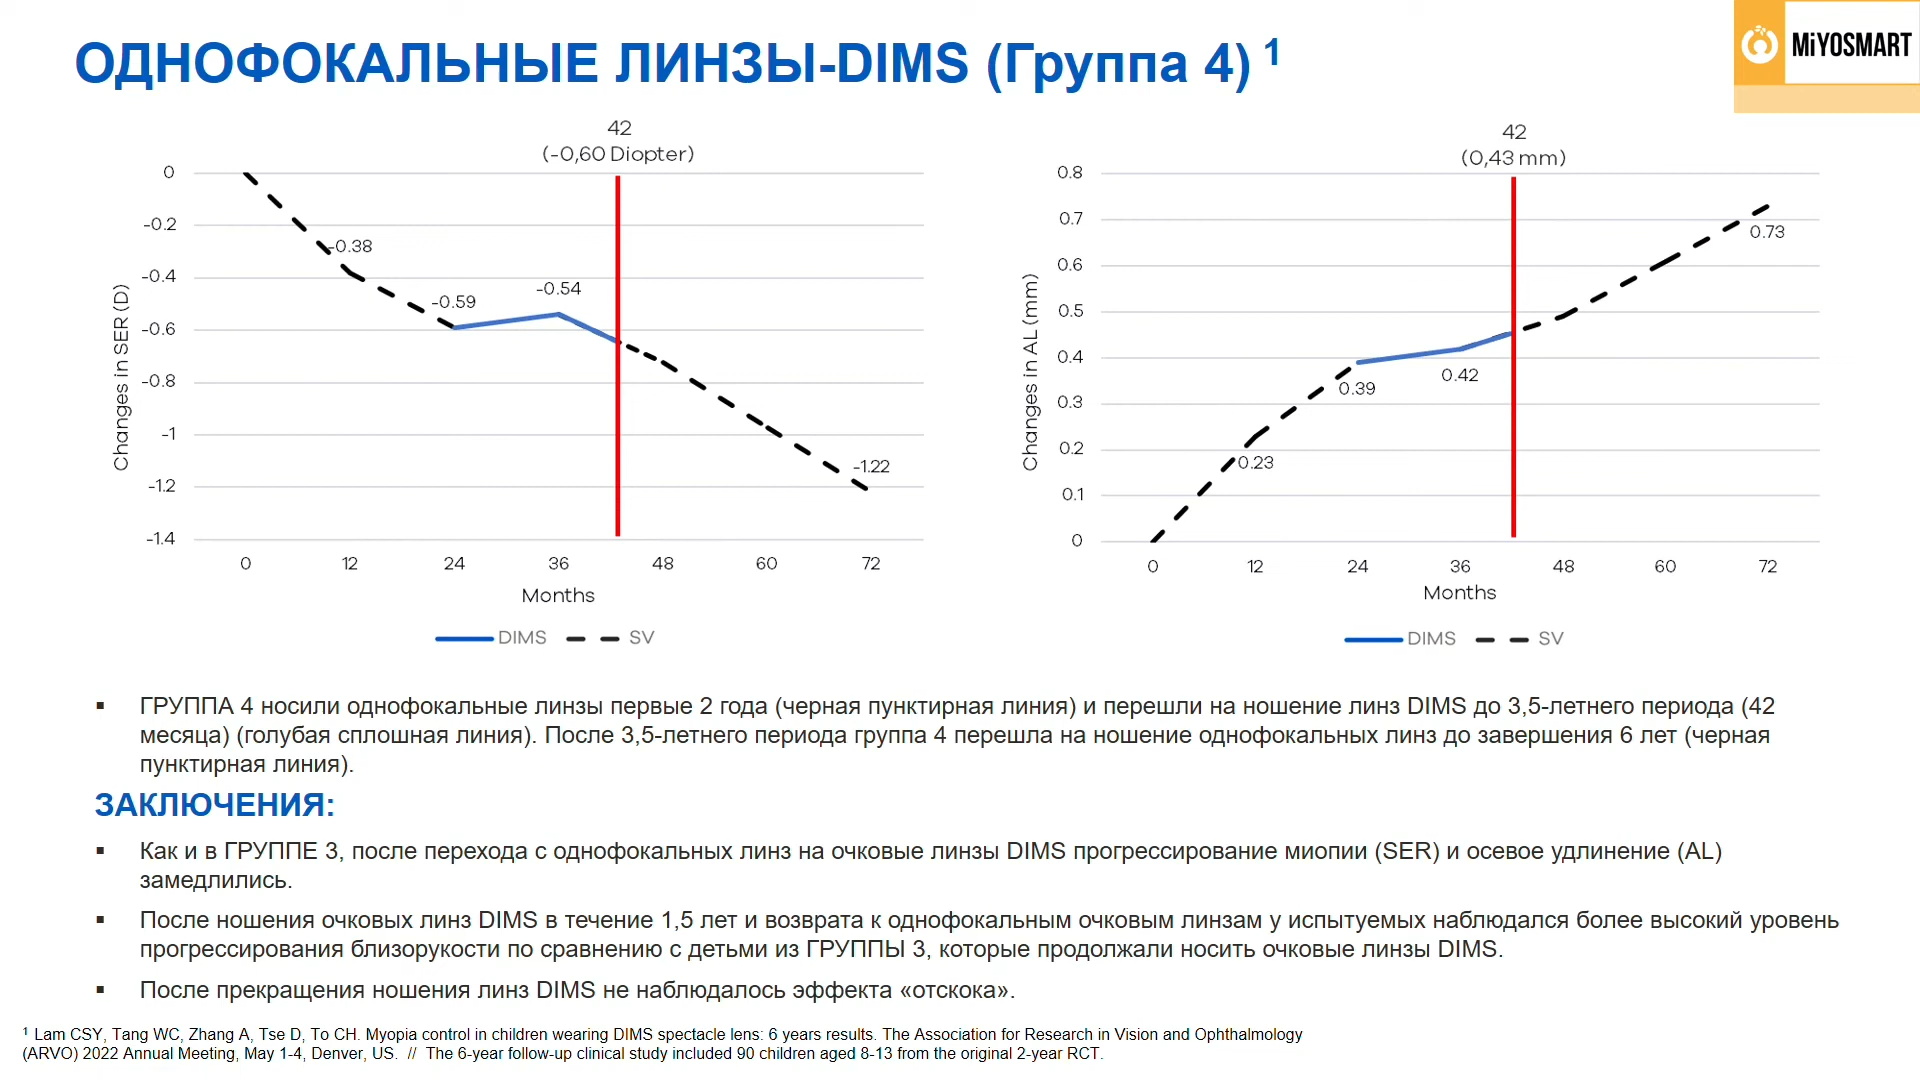 ОДНОФОКАЛЬНЫЕ ЛИНЗЫ-DIMS (Группа 4) ¹
MiYOSMART
42
(-0,60 Diopter)
0
-0.2
-0.4
-0.6
-0.8
-1
-1.2
-1.4
Changes in SER (D)
-0.38
-0.59
-0.54
-1.22
0 12 24 36 48 60 72
Months
DIMS SV
42
(0,43 mm)
0.8
0.7
0.6
0.5
0.4
0.3
0.2
0.1
0
Changes in AL (mm)
0.23
0.39
0.42
0.73
0 12 24 36 48 60 72
Months
DIMS SV
▪ ГРУППА 4 носили однофокальные линзы первые 2 года (черная пунктирная линия) и перешли на ношение линз DIMS до 3,5-летнего периода (42
месяца) (голубая сплошная линия). После 3,5-летнего периода группа 4 перешла на ношение однофокальных линз до завершения 6 лет (черная
пунктирная линия).
ЗАКЛЮЧЕНИЯ:
▪ Как и в ГРУППЕ 3, после перехода с однофокальных линз на очковые линзы DIMS прогрессирование миопии (SER) и осевое удлинение (AL)
замедлились.
▪ После ношения очковых линз DIMS в течение 1,5 лет и возврата к однофокальным очковым линзам у испытуемых наблюдался более высокий уровень
прогрессирования близорукости по сравнению с детьми из ГРУППЫ 3, которые продолжали носить очковые линзы DIMS.
▪ После прекращения ношения линз DIMS не наблюдалось эффекта «отскока».
¹ Lam CSY, Tang WC, Zhang A, Tse D, To CH. Myopia control in children wearing DIMS spectacle lens: 6 years results. The Association for Research in Vision and Ophthalmology
(ARVO) 2022 Annual Meeting, May 1-4, Denver, US. // The 6-year follow-up clinical study included 90 children aged 8-13 from the original 2-year RCT.